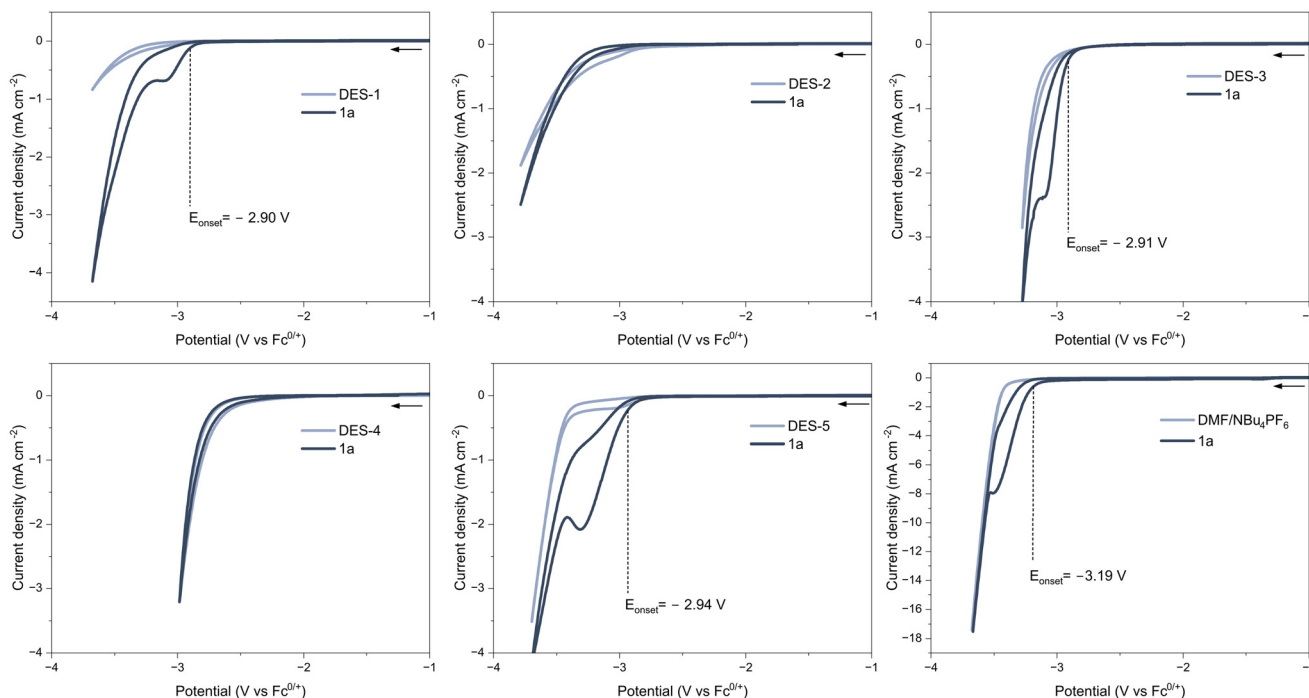 0
−1
−2
−3
−4
Current density (mA cm⁻²)
DES-1
1a
Eonset= − 2.90 V
−4
−3
−2
−1
Potential (V vs Fc⁰/⁺)
0
−1
−2
−3
−4
Current density (mA cm⁻²)
DES-2
1a
−4
−3
−2
−1
Potential (V vs Fc⁰/⁺)
0
−1
−2
−3
−4
Current density (mA cm⁻²)
DES-3
1a
Eonset= − 2.91 V
−4
−3
−2
−1
Potential (V vs Fc⁰/⁺)
0
−1
−2
−3
−4
Current density (mA cm⁻²)
DES-4
1a
−4
−3
−2
−1
Potential (V vs Fc⁰/⁺)
0
−1
−2
−3
−4
Current density (mA cm⁻²)
DES-5
1a
Eonset= − 2.94 V
−4
−3
−2
−1
Potential (V vs Fc⁰/⁺)
0
−2
−4
−6
−8
−10
−12
−14
−16
−18
Current density (mA cm⁻²)
DMF/NBu₄PF₆
1a
Eonset= −3.19 V
−4
−3
−2
−1
Potential (V vs Fc⁰/⁺)